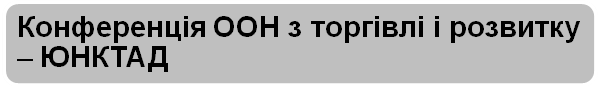 Конференція ООН з торгівлі і розвитку
– ЮНКТАД